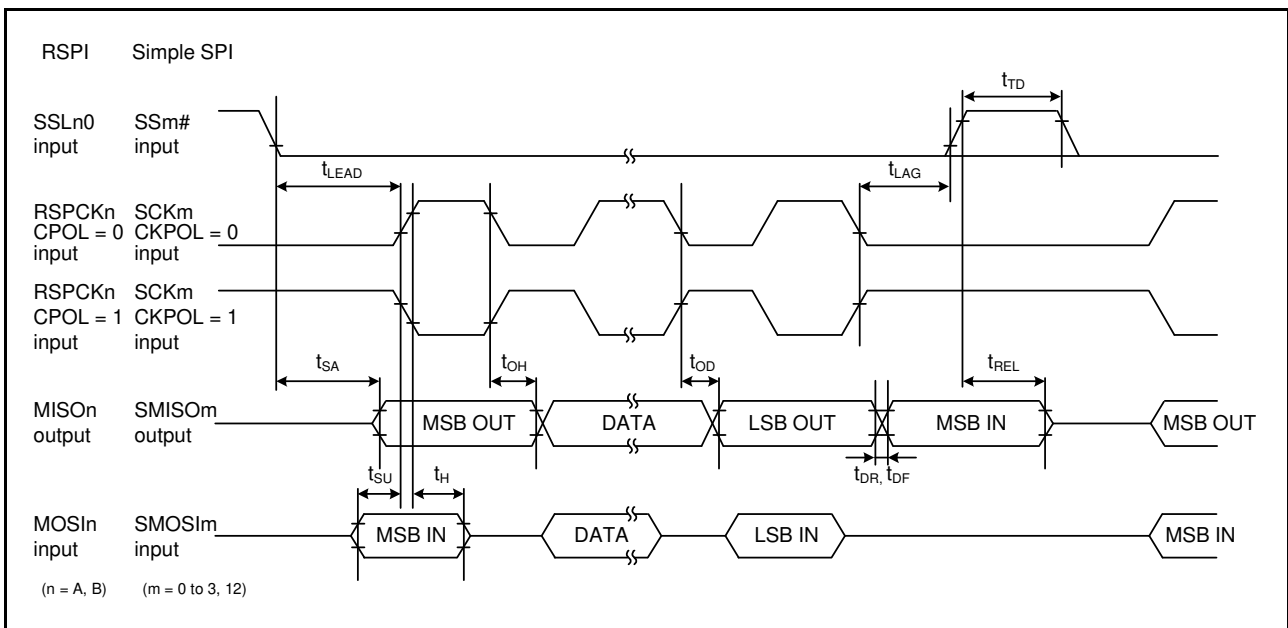 RSPI Simple SPI
tTD
SSLn0 SSm#
input input
tLEAD tLAG
RSPCKn SCKm
CPOL = 0 CKPOL = 0
input input
RSPCKn SCKm
CPOL = 1 CKPOL = 1
input input
tSA tOH tOD tREL
MISOn SMISOm
output output
MSB OUT DATA LSB OUT MSB IN MSB OUT
tSU tH tDR, tDF
MOSIn SMOSIm
input input
MSB IN DATA LSB IN MSB IN
(n = A, B) (m = 0 to 3, 12)